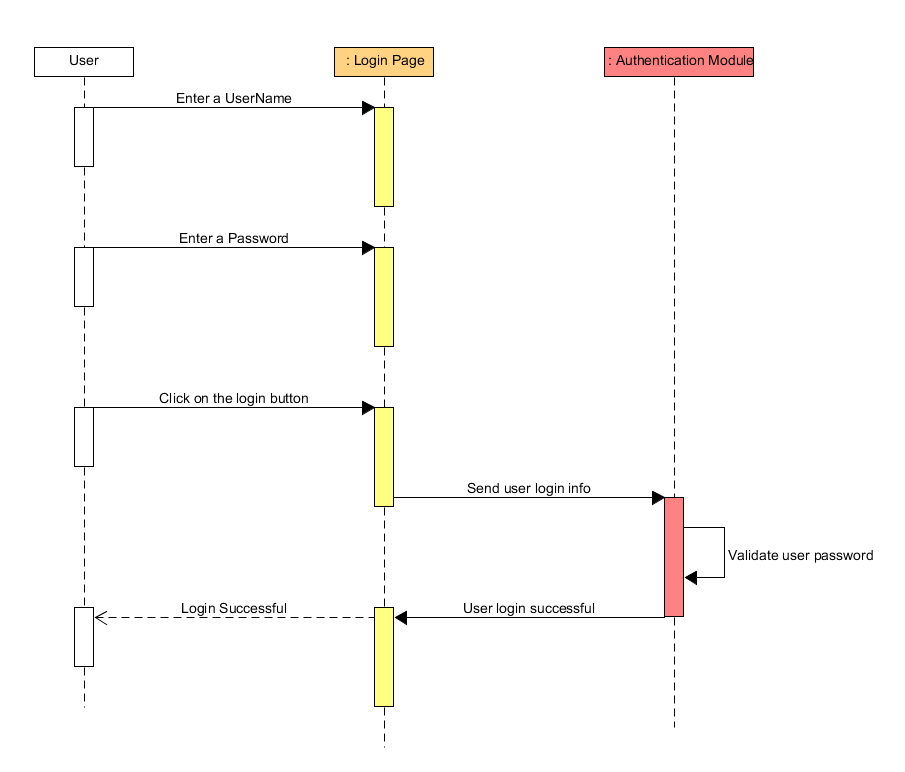 User
: Login Page
: Authentication Module
Enter a UserName
Enter a Password
Click on the login button
Send user login info
Validate user password
Login Successful
User login successful